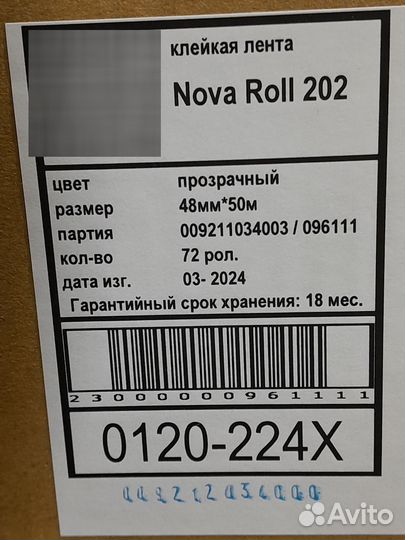 клейкая лента
Nova Roll 202
цвет прозрачный
размер 48мм*50м
партия 009211034003 / 096111
кол-во 72 рол.
дата изг. 03- 2024
Гарантийный срок хранения: 18 мес.
2300000961111
0120-224X
Avito